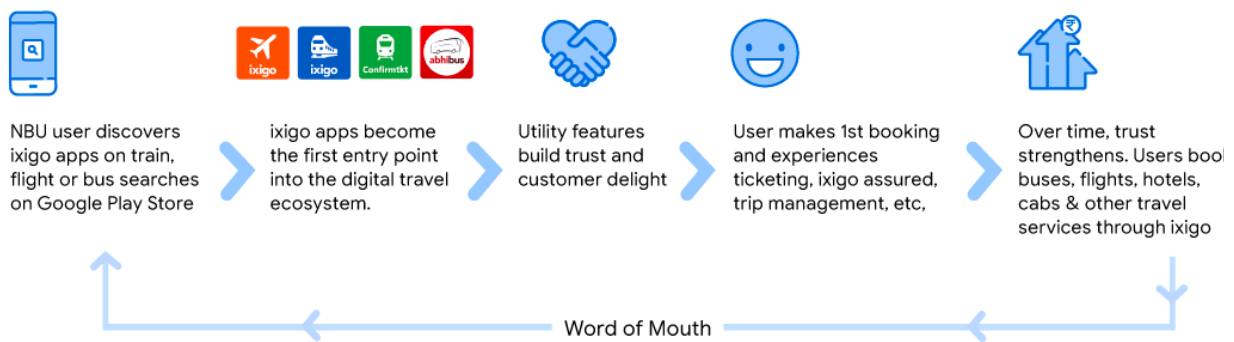 ixigo
ixigo
Confirmtkt
abhibus
₹
NBU user discovers
ixigo apps on train,
flight or bus searches
on Google Play Store
ixigo apps become
the first entry point
into the digital travel
ecosystem.
Utility features
build trust and
customer delight
User makes 1st booking
and experiences
ticketing, ixigo assured,
trip management, etc,
Over time, trust
strengthens. Users boo
buses, flights, hotels,
cabs & other travel
services through ixigo
Word of Mouth